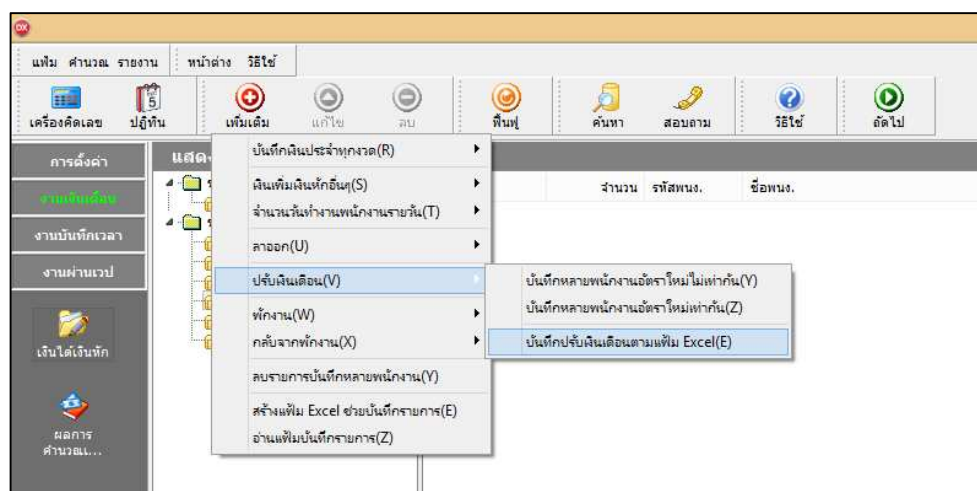 แฟ้ม คำนวณ รายงาน หน้าต่าง วิธีใช้
เครื่องคิดเลข ปฏิทิน เพิ่มเติม แก้ไข ลบ ฟื้นฟู ค้นหา สอบถาม วิธีใช้ ถัดไป
การตั้งค่า
งานเงินเดือน
งานบันทึกเวลา
งานผ่านเวป
เงินได้เงินหัก
ผลการ
คำนวณ...
จำนวน รหัสพนง. ชื่อพนง.
บันทึกเงินประจำทุกงวด(R)
เงินเพิ่มเงินหักอื่นๆ(S)
จำนวนวันทำงานพนักงานรายวัน(T)
ลาออก(U)
ปรับเงินเดือน(V)
พักงาน(W)
กลับจากพักงาน(X)
ลบรายการบันทึกหลายพนักงาน(Y)
สร้างแฟ้ม Excel ช่วยบันทึกรายการ(E)
อ่านแฟ้มบันทึกรายการ(Z)
บันทึกหลายพนักงานอัตราใหม่ไม่เท่ากัน(Y)
บันทึกหลายพนักงานอัตราใหม่เท่ากัน(Z)
บันทึกปรับเงินเดือนตามแฟ้ม Excel(E)